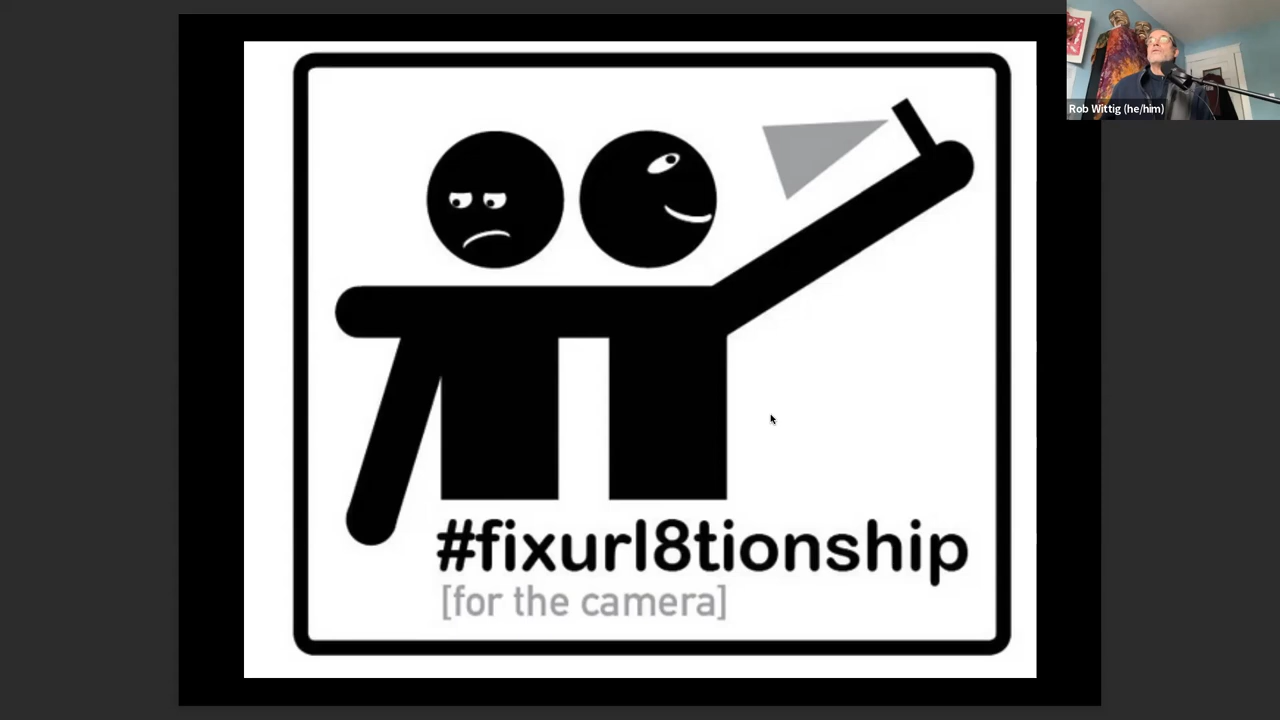 Rob Wittig (he/him)
#fixurl8tionship
[for the camera]